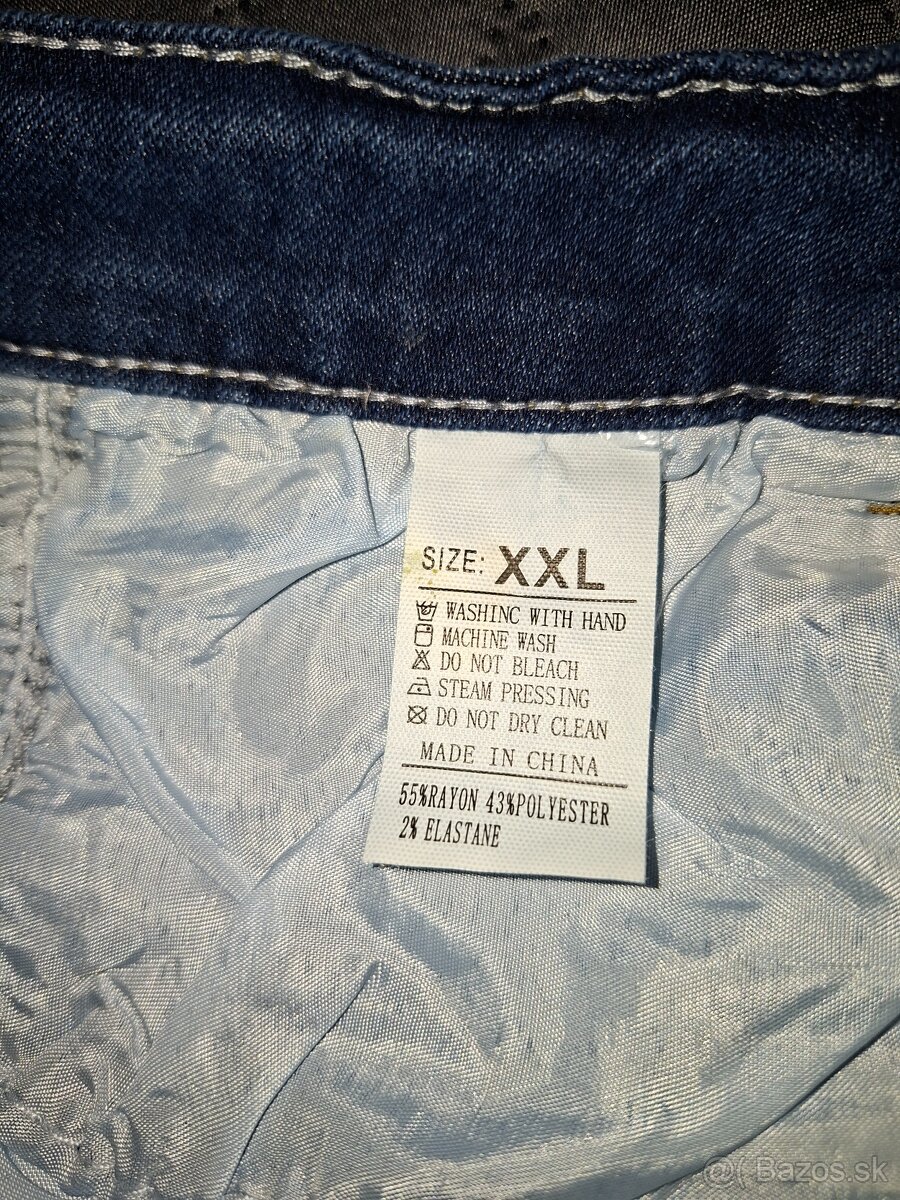 SIZE: XXL
WASHINC WITH HAND
MACHINE WASH
DO NOT BLEACH
STEAM PRESSING
DO NOT DRY CLEAN
MADE IN CHINA
55%RAYON 43%POLYESTER
2% ELASTANE
Bazos.sk